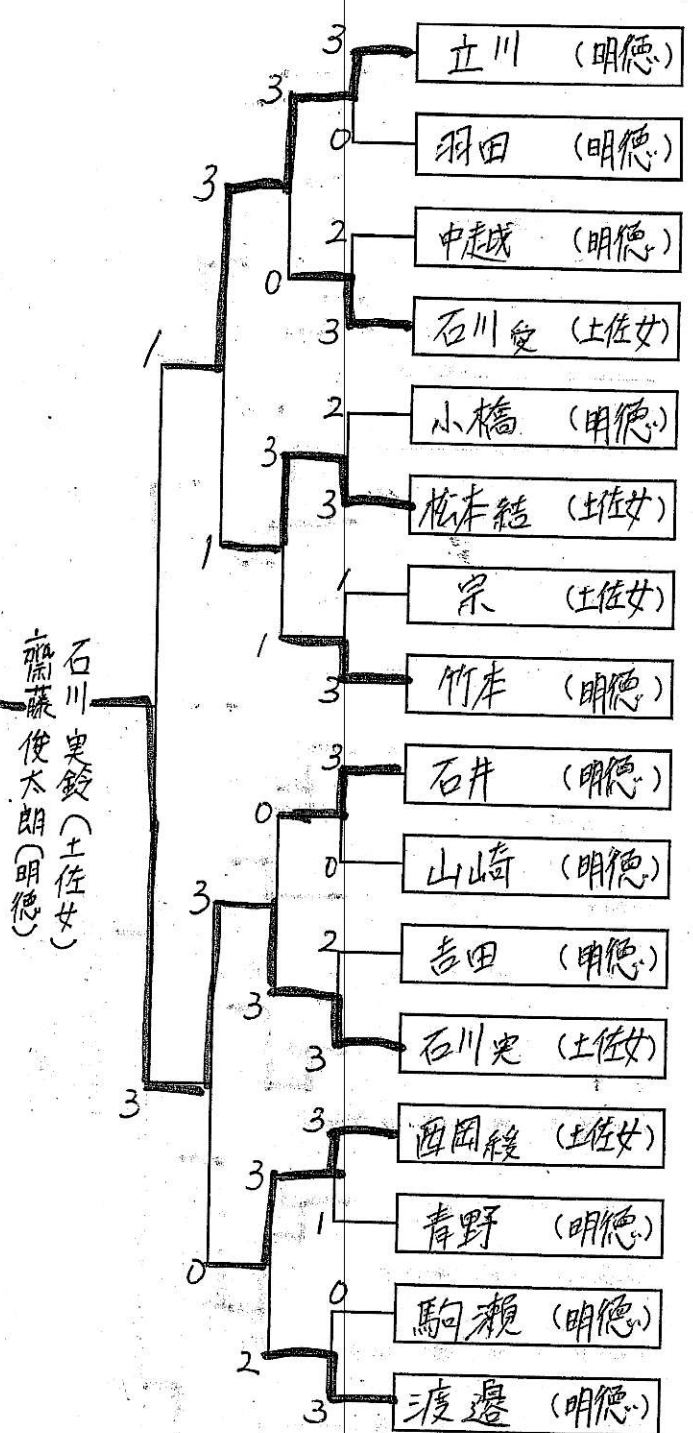 3
立川 (明徳)
3
0
羽田 (明徳)
3
2
中越 (明徳)
0
3
石川愛 (土佐女)
1
2
小橋 (明徳)
3
3
松本結 (土佐女)
1
1
宗 (土佐女)
1
3
竹本 (明徳)
石川実鈴(土佐女)
齋藤俊太朗(明徳)
3
石井 (明徳)
0
0
山崎 (明徳)
3
2
吉田 (明徳)
3
3
石川実 (土佐女)
3
3
西岡綾 (土佐女)
3
1
青野 (明徳)
0
0
駒瀬 (明徳)
2
3
渡邉 (明徳)